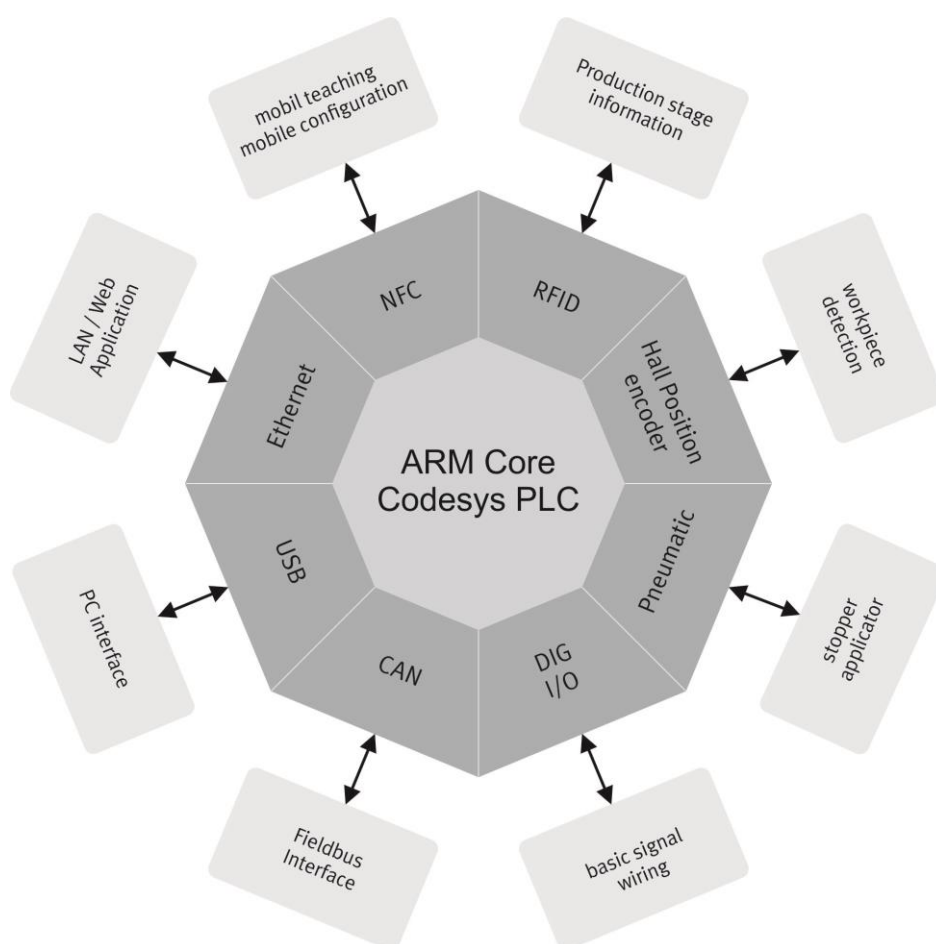 mobil teaching
mobile configuration
Production stage
information
LAN / Web
Application
NFC
RFID
workpiece
detection
Ethernet
Hall Position
encoder
ARM Core
Codesys PLC
USB
Pneumatic
PC interface
CAN
DIG
I/O
stopper
applicator
Fieldbus
Interface
basic signal
wiring